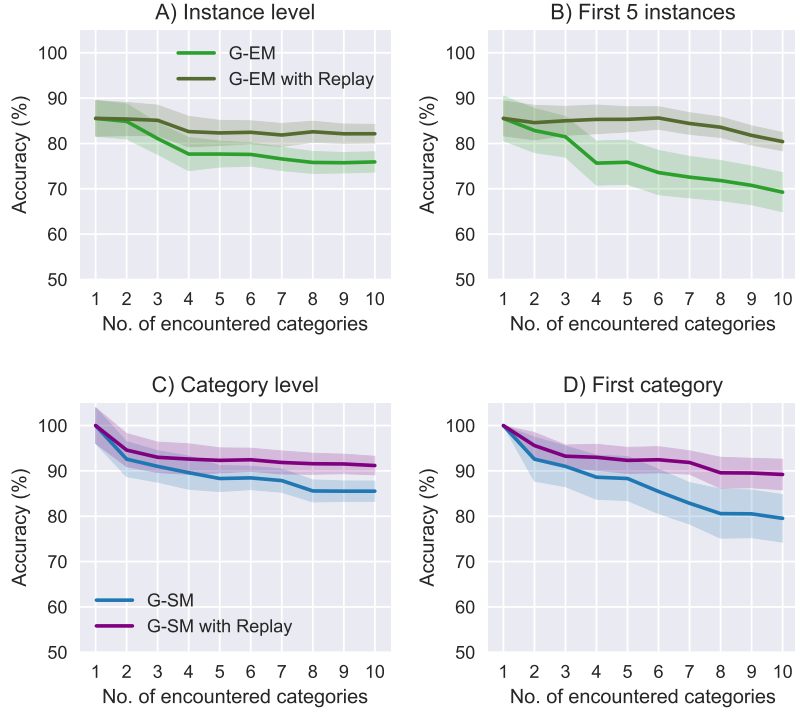 A) Instance level
B) First 5 instances
G-EM
G-EM with Replay
Accuracy (%)
100
90
80
70
60
50
1 2 3 4 5 6 7 8 9 10
No. of encountered categories
Accuracy (%)
100
90
80
70
60
50
1 2 3 4 5 6 7 8 9 10
No. of encountered categories
C) Category level
D) First category
Accuracy (%)
100
90
80
70
60
50
G-SM
G-SM with Replay
1 2 3 4 5 6 7 8 9 10
No. of encountered categories
Accuracy (%)
100
90
80
70
60
50
1 2 3 4 5 6 7 8 9 10
No. of encountered categories